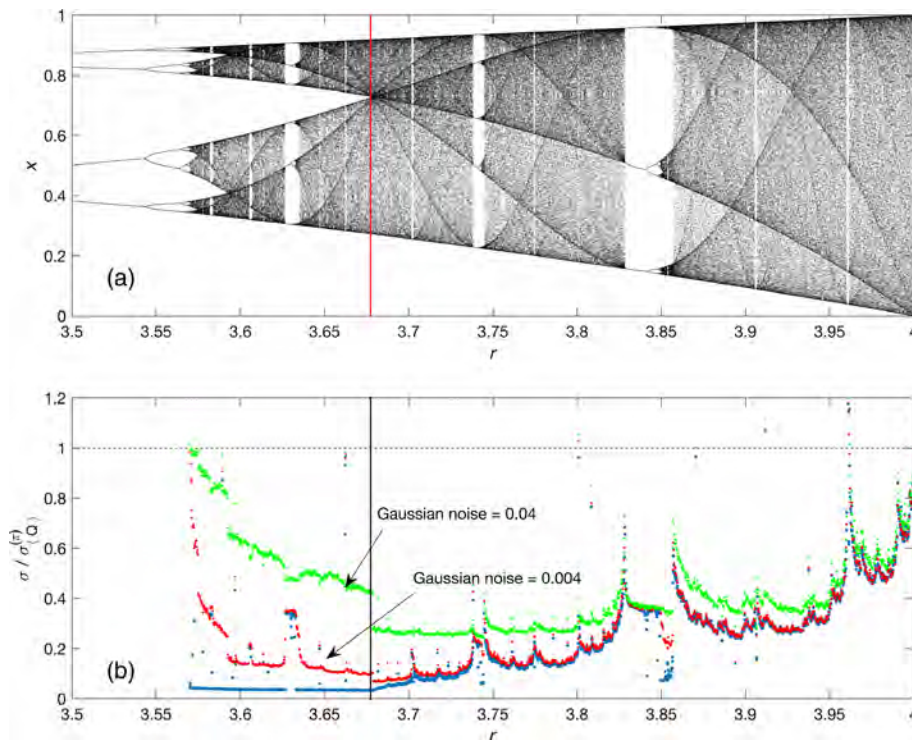 1
0.8
0.6
x
0.4
0.2
(a)
0
3.5 3.55 3.6 3.65 3.7 3.75 3.8 3.85 3.9 3.95 4
r
1.2
1
0.8
Gaussian noise = 0.04
σ / σ(π)⟨Q⟩
0.6
Gaussian noise = 0.004
0.4
0.2
(b)
0
3.5 3.55 3.6 3.65 3.7 3.75 3.8 3.85 3.9 3.95 4
r